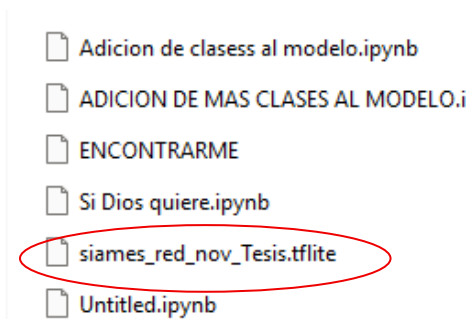 Adicion de clasess al modelo.ipynb
ADICION DE MAS CLASES AL MODELO.i
ENCONTRARME
Si Dios quiere.ipynb
siames_red_nov_Tesis.tflite
Untitled.ipynb